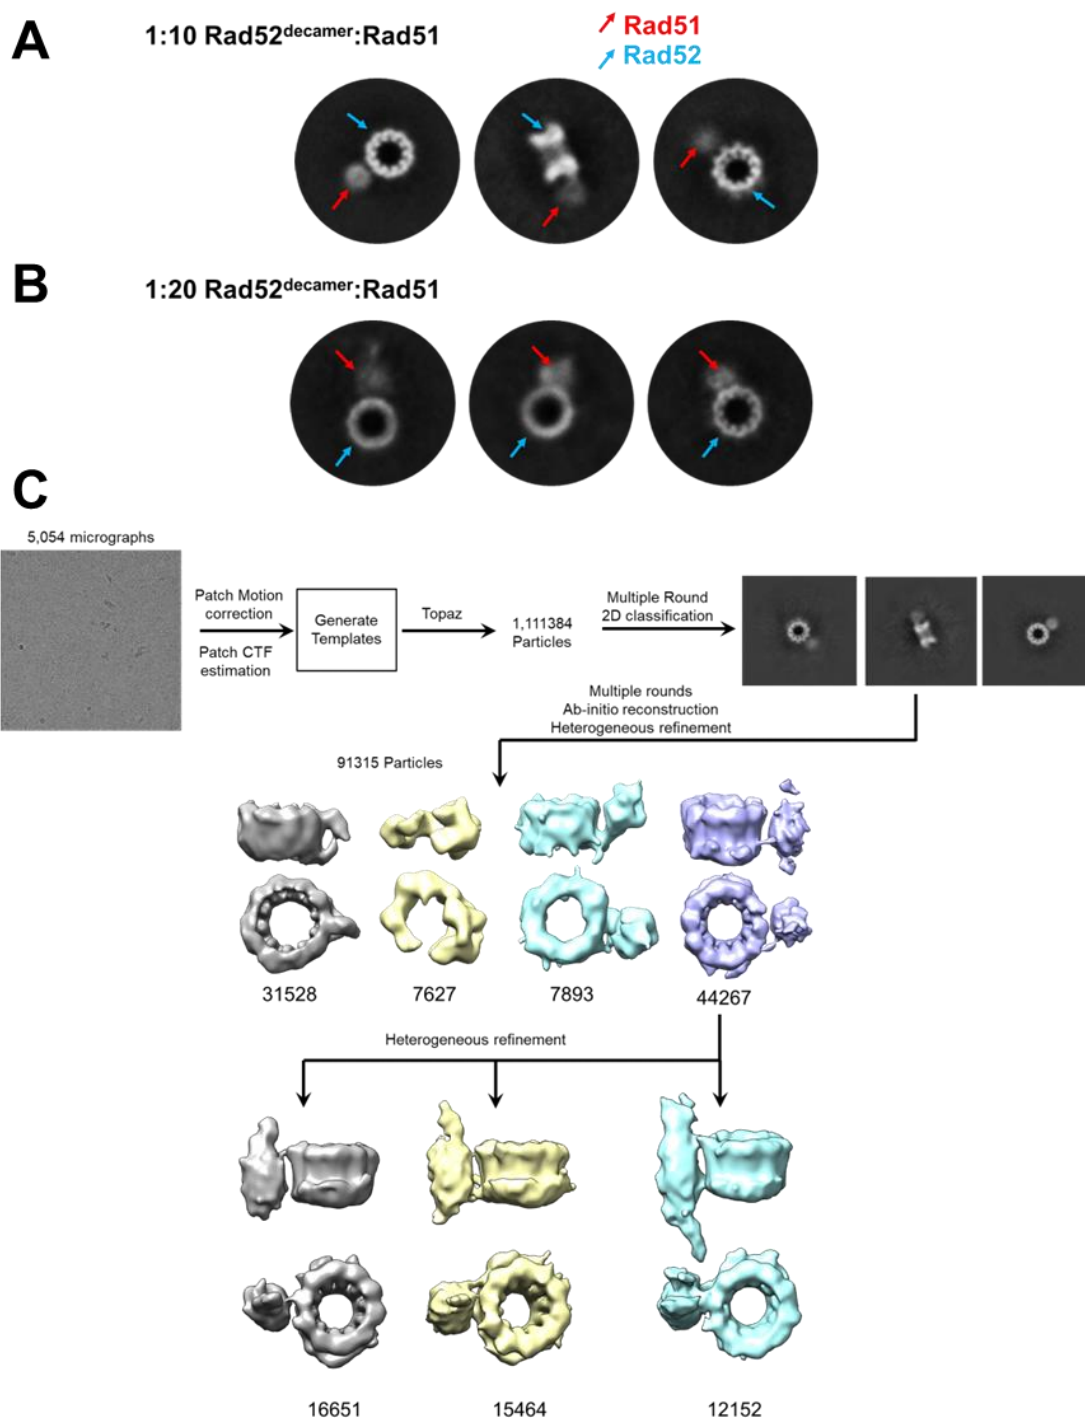 A
1:10 Rad52decamer:Rad51
Rad51
Rad52
B
1:20 Rad52decamer:Rad51
C
5,054 micrographs
Patch Motion
correction
Patch CTF
estimation
Generate
Templates
Topaz
1,111384
Particles
Multiple Round
2D classification
Multiple rounds
Ab-initio reconstruction
Heterogeneous refinement
91315 Particles
31528
7627
7893
44267
Heterogeneous refinement
16651
15464
12152